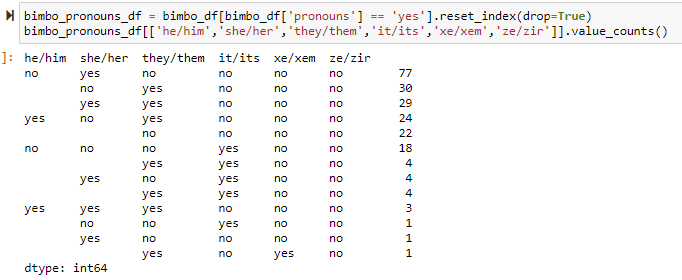 bimbo_pronouns_df = bimbo_df[bimbo_df['pronouns'] == 'yes'].reset_index(drop=True)
bimbo_pronouns_df[['he/him','she/her','they/them','it/its','xe/xem','ze/zir']].value_counts()
]: he/him she/her they/them it/its xe/xem ze/zir
no yes no no no no 77
no yes no no no 30
yes yes no no no 29
yes no yes no no no 24
no no no no 22
no no no yes no no 18
yes yes no no 4
yes no yes no no 4
yes yes no no 4
yes yes yes no no no 3
no no yes no no 1
yes no no no no 1
yes no yes no 1
dtype: int64